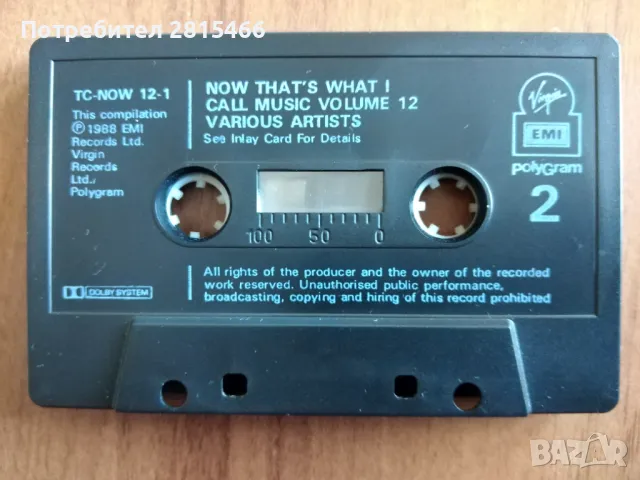 Потребител 2815466
TC-NOW 12-1
This compilation
Ⓟ1988 EMI
Records Ltd.
Virgin
Records
Ltd./
Polygram
NOW THAT'S WHAT I
CALL MUSIC VOLUME 12
VARIOUS ARTISTS
See Inlay Card For Details
Virgin
EMI
polyGram
2
100 50 0
DOLBY SYSTEM
All rights of the producer and the owner of the recorded
work reserved. Unauthorised public performance,
broadcasting, copying and hiring of this record prohibited
BAZAR